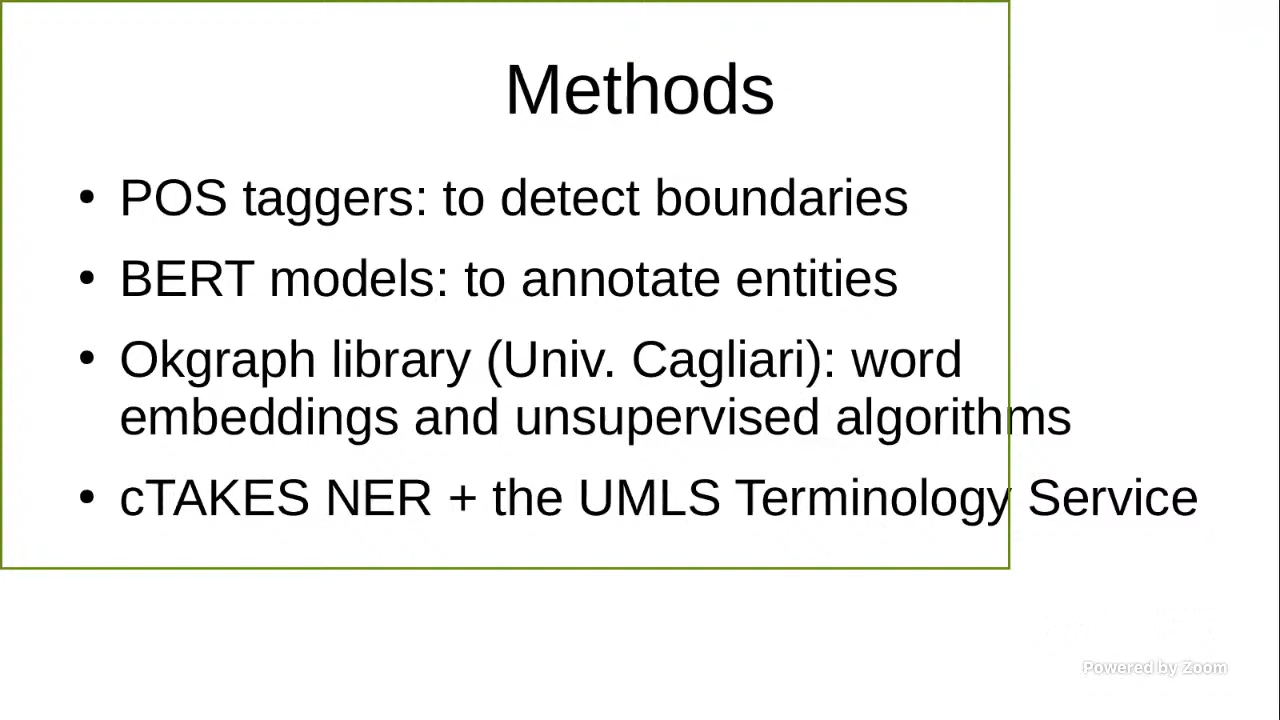 Methods
• POS taggers: to detect boundaries
• BERT models: to annotate entities
• Okgraph library (Univ. Cagliari): word
embeddings and unsupervised algorithms
• cTAKES NER + the UMLS Terminology Service
Powered by Zoom